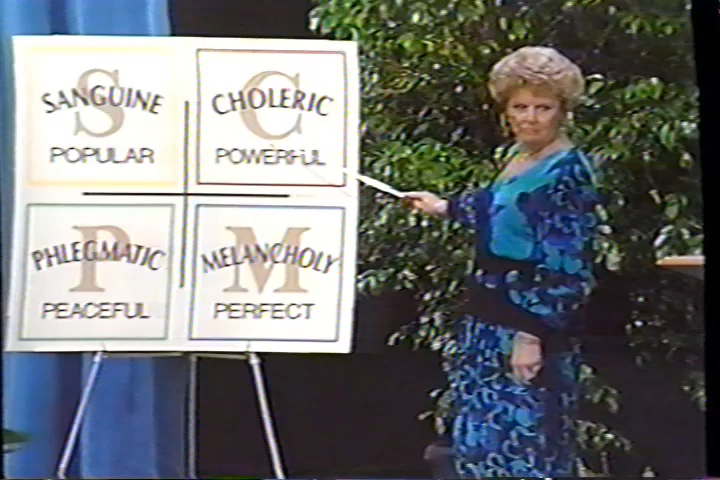 S
SANGUINE
POPULAR
C
CHOLERIC
POWERFUL
P
PHLEGMATIC
PEACEFUL
M
MELANCHOLY
PERFECT